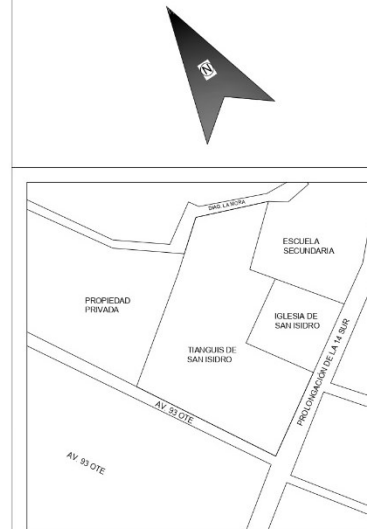 N
DIAG. LA MORA
ESCUELA
SECUNDARIA
PROPIEDAD
PRIVADA
IGLESIA DE
SAN ISIDRO
TIANGUIS DE
SAN ISIDRO
PROLONGACIÓN DE LA 14 SUR
AV 93 OTE
AV. 93 OTE